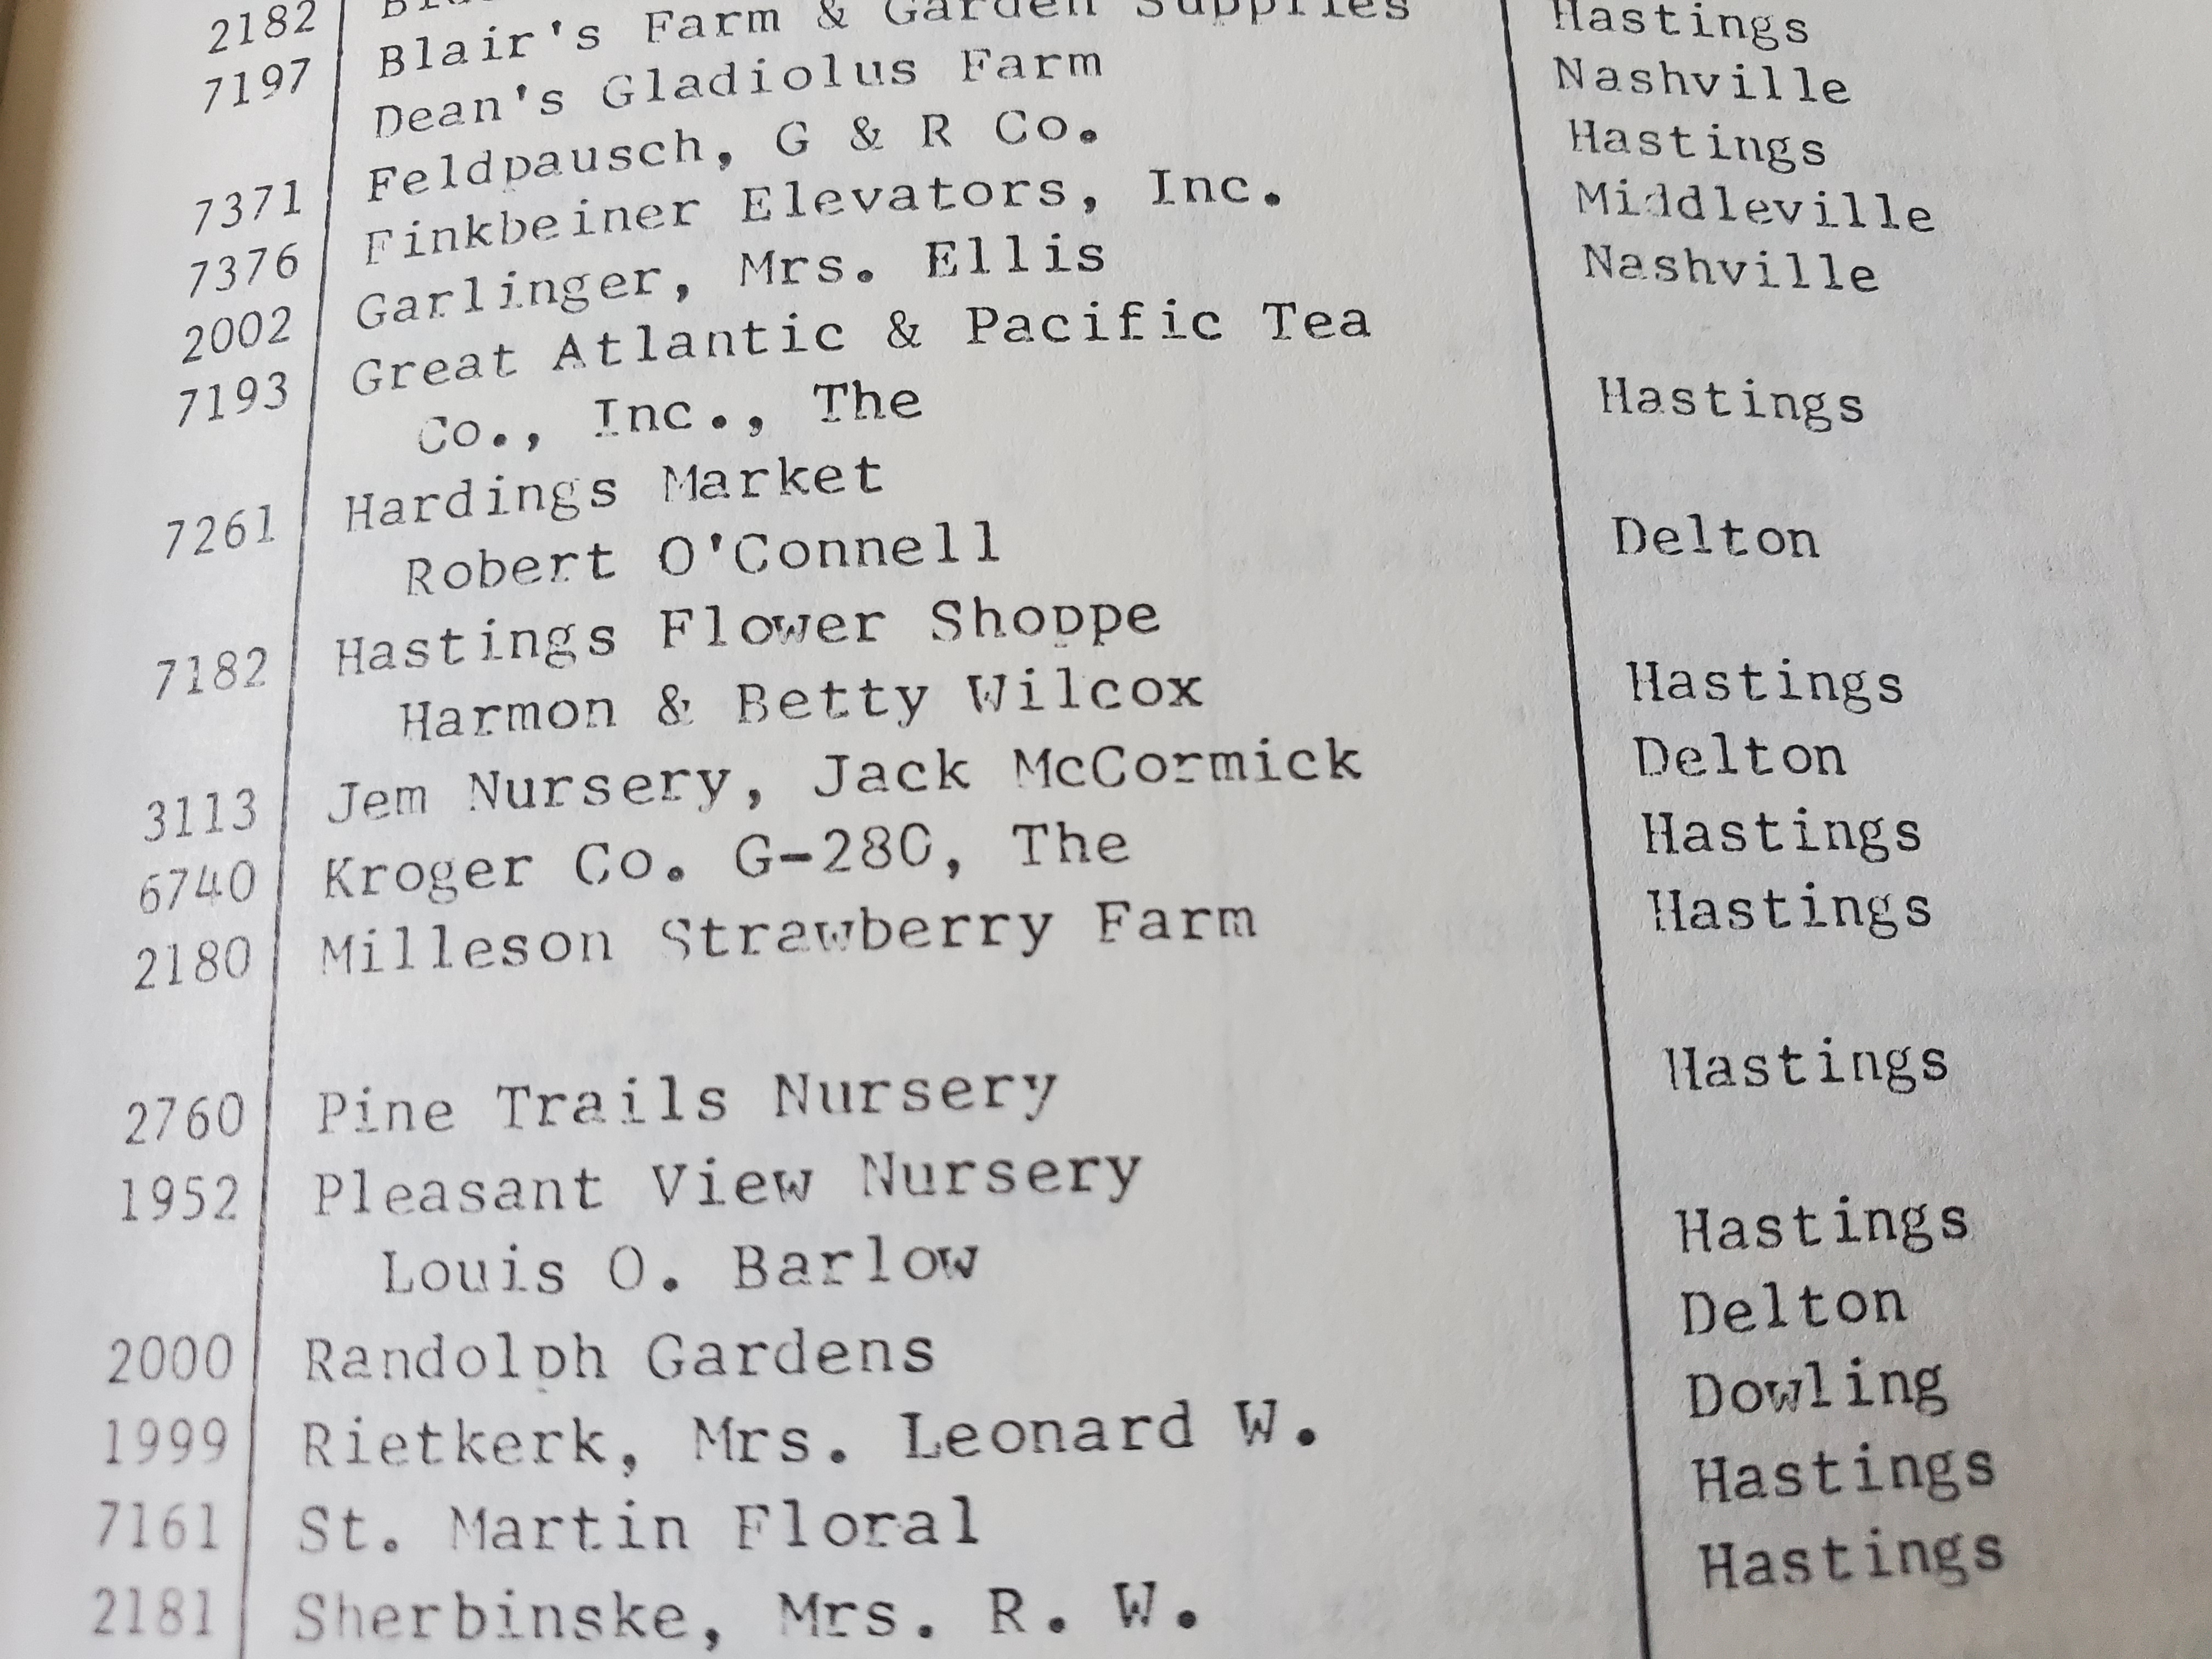 2182
7197 Blair's Farm & Garden Supplies Hastings
Dean's Gladiolus Farm Nashville
7371 Feldpausch, G & R Co. Hastings
7376 Finkbeiner Elevators, Inc. Middleville
2002 Garlinger, Mrs. Ellis Nashville
7193 Great Atlantic & Pacific Tea
Co., Inc., The Hastings
7261 Hardings Market
Robert O'Connell Delton
7182 Hastings Flower Shoppe
Harmon & Betty Wilcox Hastings
3113 Jem Nursery, Jack McCormick Delton
6740 Kroger Co. G-280, The Hastings
2180 Milleson Strawberry Farm Hastings
2760 Pine Trails Nursery Hastings
1952 Pleasant View Nursery
Louis O. Barlow Hastings
2000 Randolph Gardens Delton
1999 Rietkerk, Mrs. Leonard W. Dowling
7161 St. Martin Floral Hastings
2181 Sherbinske, Mrs. R. W. Hastings